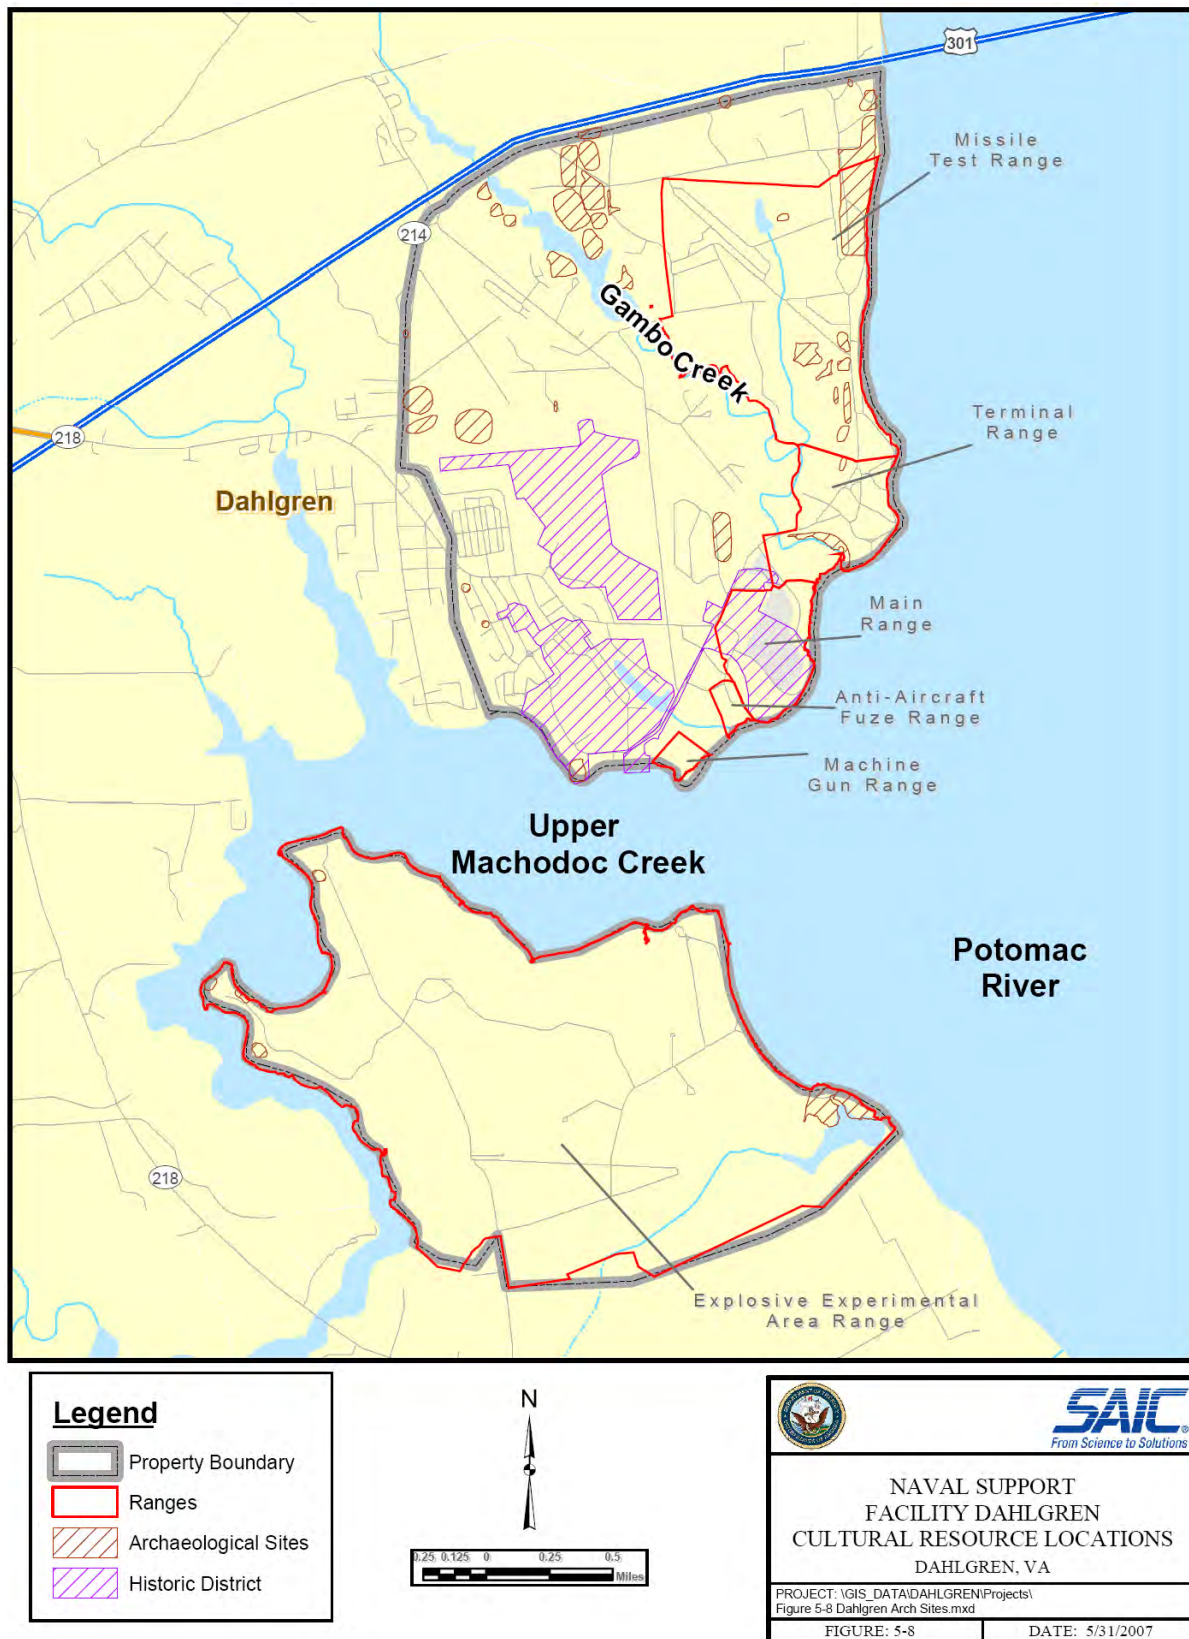 301
Missile
Test Range
214
Gambo Creek
218
Terminal
Range
Dahlgren
Main
Range
Anti-Aircraft
Fuze Range
Machine
Gun Range
Upper
Machodoc Creek
Potomac
River
218
Explosive Experimental
Area Range
Legend
Property Boundary
Ranges
Archaeological Sites
Historic District
N
0.25 0.125 0 0.25 0.5
Miles
SAIC®
From Science to Solutions
NAVAL SUPPORT
FACILITY DAHLGREN
CULTURAL RESOURCE LOCATIONS
DAHLGREN, VA
PROJECT: \GIS_DATA\DAHLGREN\Projects\
Figure 5-8 Dahlgren Arch Sites.mxd
FIGURE: 5-8
DATE: 5/31/2007